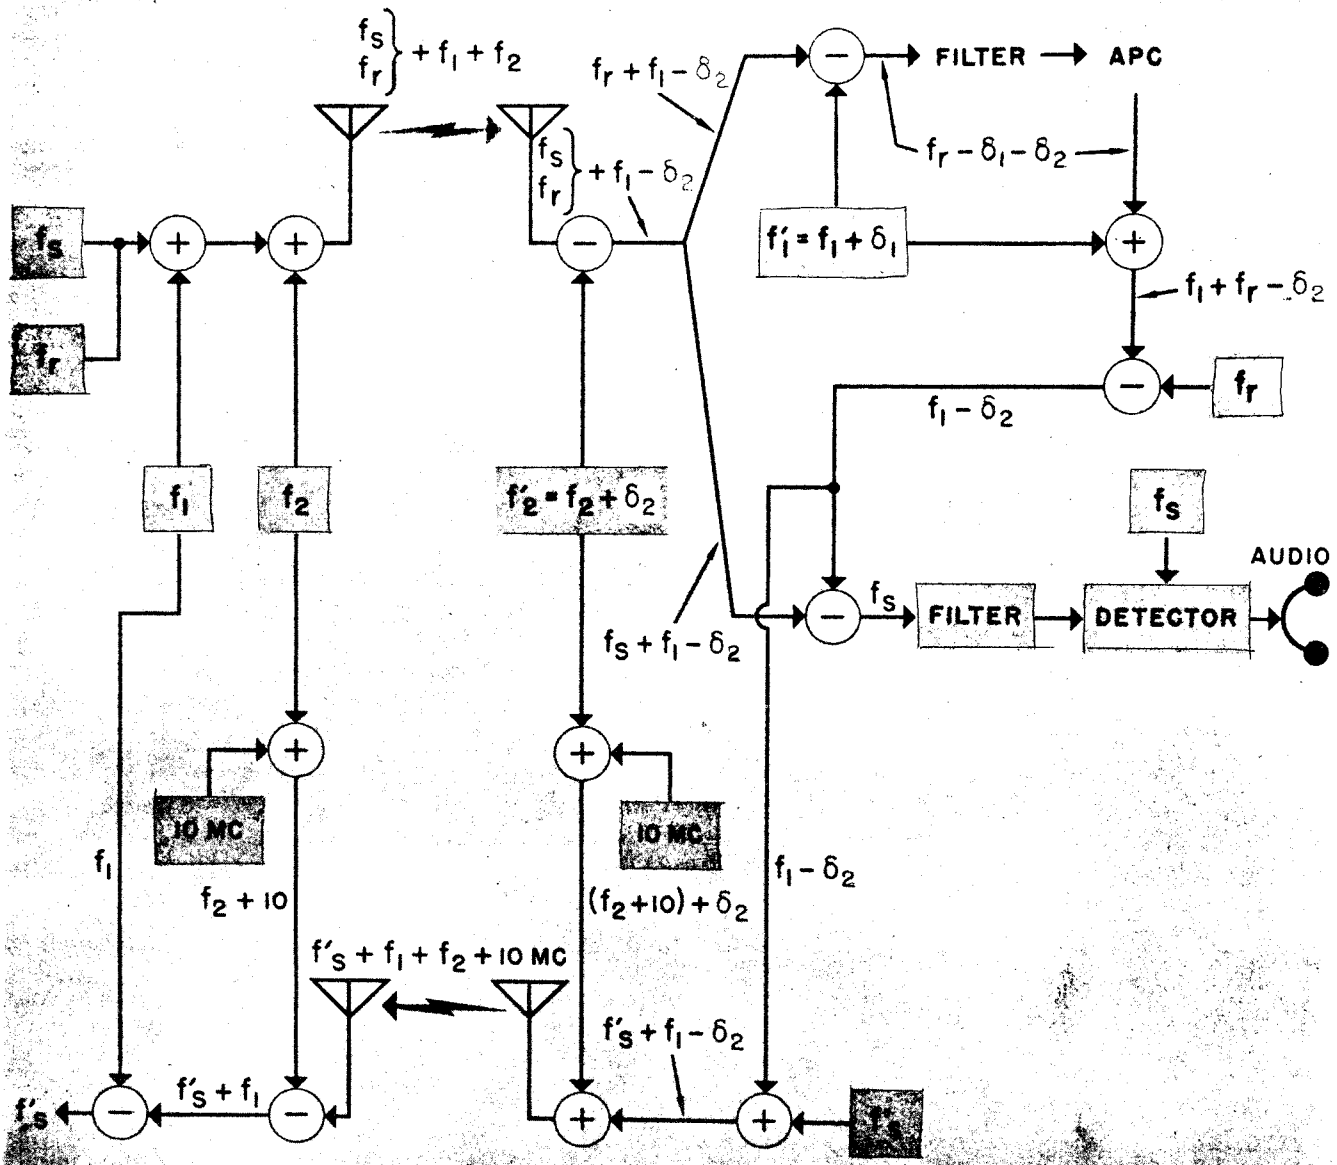 fs
fr } + f1 + f2
fr + f1 − δ2
−
FILTER
APC
fs
fr } + f1 − δ2
fr − δ1 − δ2
fs
+
+
−
f'1 = f1 + δ1
+
f1 + fr − δ2
fr
−
fr
f1 − δ2
f1
f2
f'2 = f2 + δ2
fs
AUDIO
fs + f1 − δ2
−
fs
FILTER
DETECTOR
+
+
10 MC
10 MC
f1
f2 + 10
(f2 + 10) + δ2
f1 − δ2
f's + f1 + f2 + 10 MC
f's + f1 − δ2
f's
−
f's + f1
−
+
+
f's